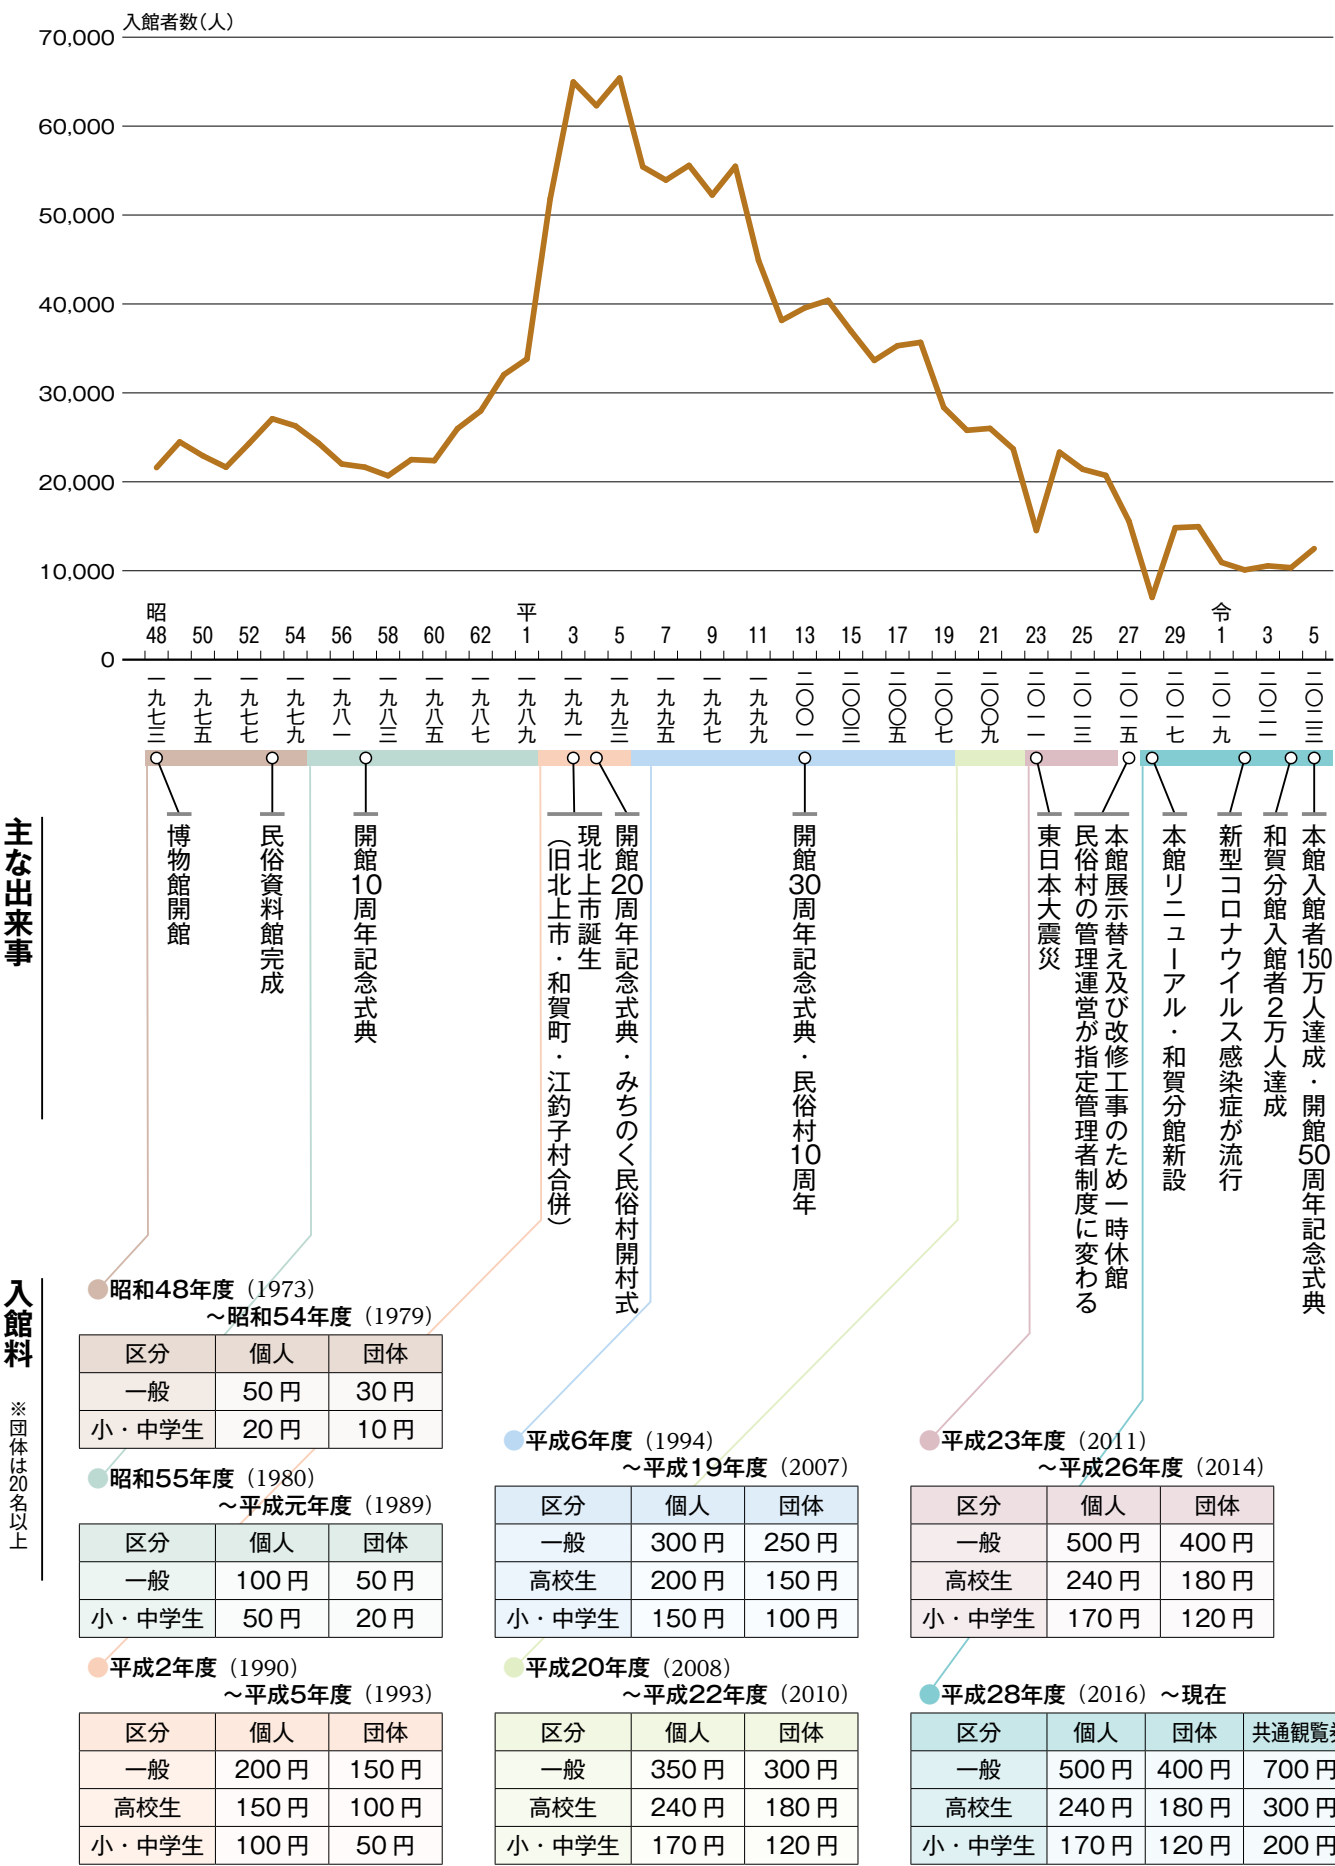 入館者数(人)
70,000
60,000
50,000
40,000
30,000
20,000
10,000
0
昭 平 令
48 50 52 54 56 58 60 62 1 3 5 7 9 11 13 15 17 19 21 23 25 27 29 1 3 5
一九七三 一九七五 一九七七 一九七九 一九八一 一九八三 一九八五 一九八七 一九八九 一九九一 一九九三 一九九五 一九九七 一九九九 二〇〇一 二〇〇三 二〇〇五 二〇〇七 二〇〇九 二〇一一 二〇一三 二〇一五 二〇一七 二〇一九 二〇二一 二〇二三
主な出来事
博物館開館
民俗資料館完成
開館10周年記念式典
現北上市誕生
(旧北上市・和賀町・江釣子村合併)
開館20周年記念式典・みちのく民俗村開村式
開館30周年記念式典・民俗村10周年
東日本大震災
本館展示替え及び改修工事のため一時休館
民俗村の管理運営が指定管理者制度に変わる
本館リニューアル・和賀分館新設
新型コロナウイルス感染症が流行
和賀分館入館者2万人達成
本館入館者150万人達成・開館50周年記念式典
入館料 ※団体は20名以上
昭和48年度(1973)
~昭和54年度(1979)
区分 個人 団体
一般 50円 30円
小・中学生 20円 10円
昭和55年度(1980)
~平成元年度(1989)
区分 個人 団体
一般 100円 50円
小・中学生 50円 20円
平成2年度(1990)
~平成5年度(1993)
区分 個人 団体
一般 200円 150円
高校生 150円 100円
小・中学生 100円 50円
平成6年度(1994)
~平成19年度(2007)
区分 個人 団体
一般 300円 250円
高校生 200円 150円
小・中学生 150円 100円
平成20年度(2008)
~平成22年度(2010)
区分 個人 団体
一般 350円 300円
高校生 240円 180円
小・中学生 170円 120円
平成23年度(2011)
~平成26年度(2014)
区分 個人 団体
一般 500円 400円
高校生 240円 180円
小・中学生 170円 120円
平成28年度(2016)~現在
区分 個人 団体 共通観覧券
一般 500円 400円 700円
高校生 240円 180円 300円
小・中学生 170円 120円 200円